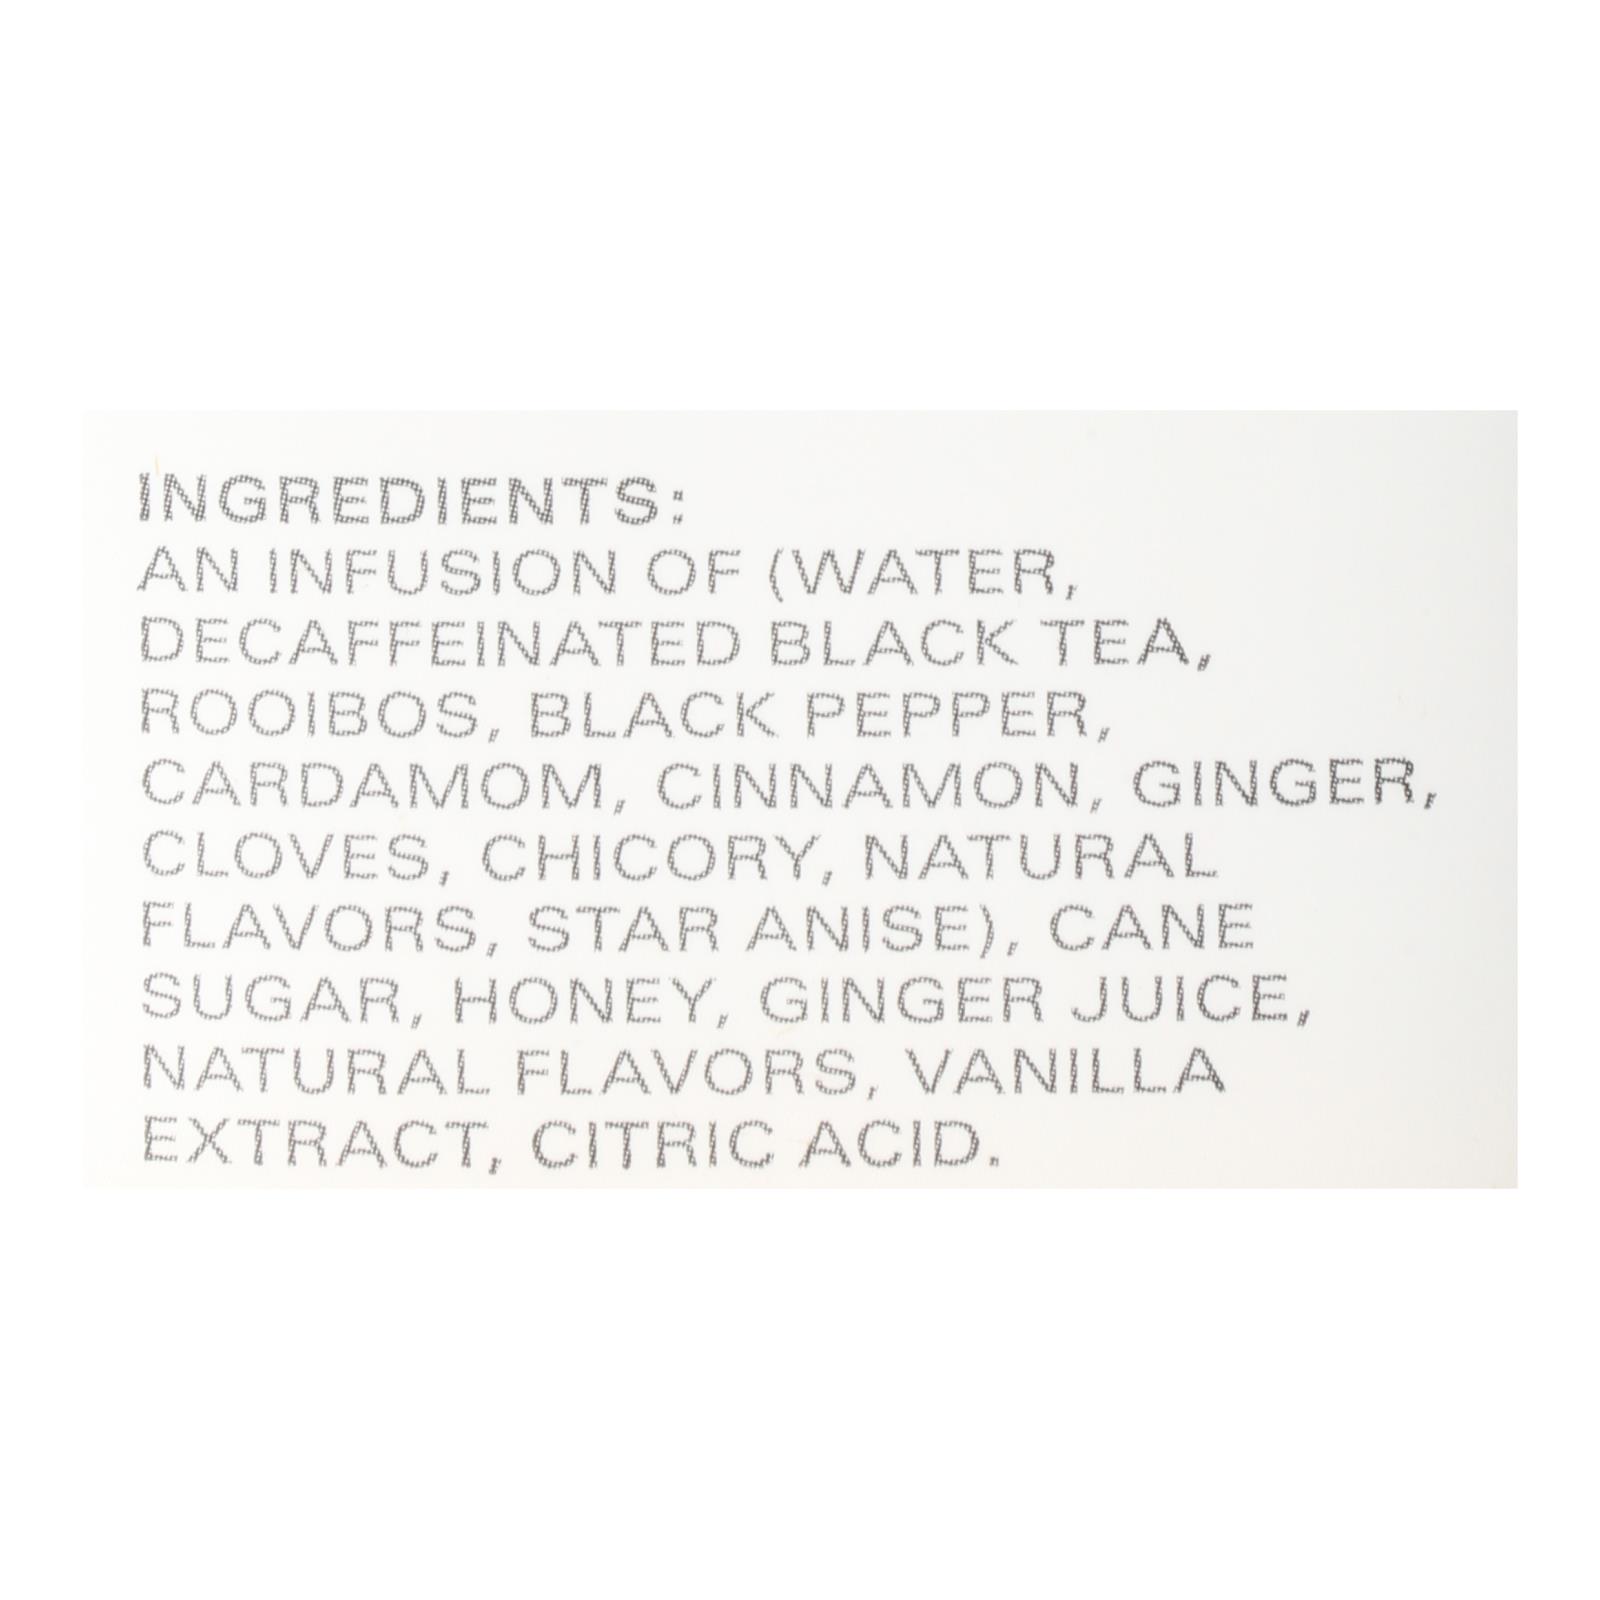 INGREDIENTS:
AN INFUSION OF (WATER,
DECAFFEINATED BLACK TEA,
ROOIBOS, BLACK PEPPER,
CARDAMOM, CINNAMON, GINGER,
CLOVES, CHICORY, NATURAL
FLAVORS, STAR ANISE), CANE
SUGAR, HONEY, GINGER JUICE,
NATURAL FLAVORS, VANILLA
EXTRACT, CITRIC ACID.